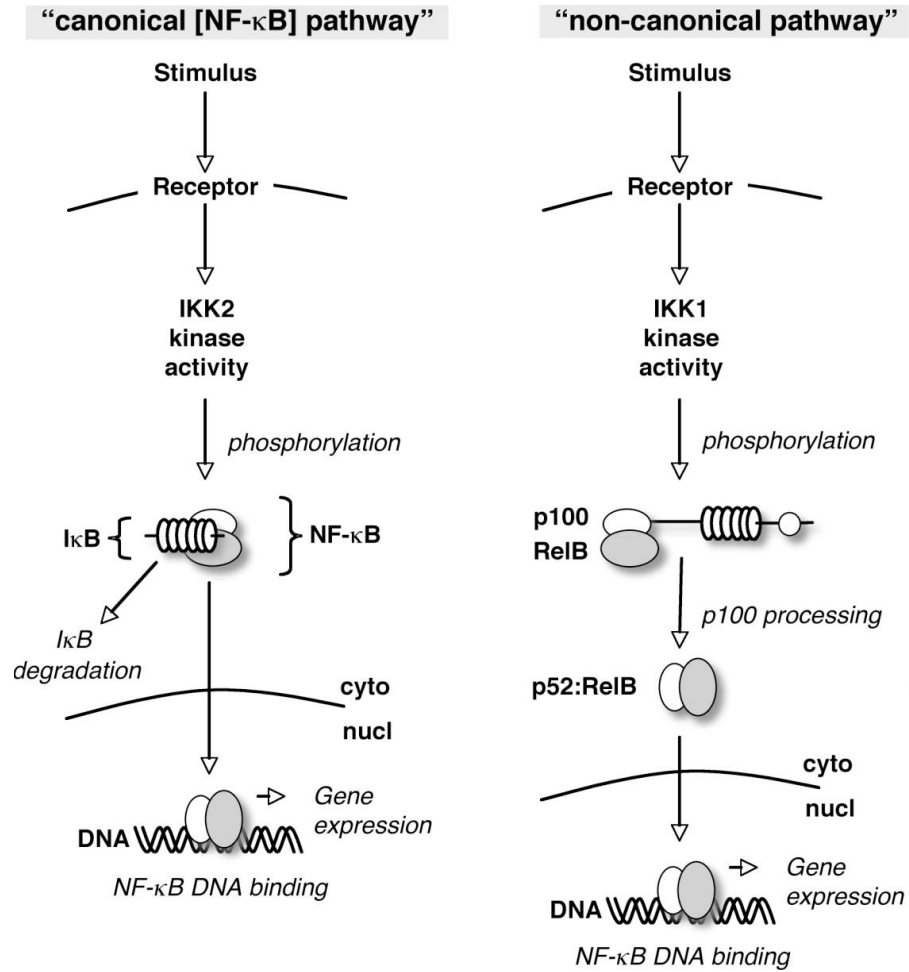 “canonical [NF-κB] pathway”
Stimulus
Receptor
IKK2
kinase
activity
phosphorylation
IκB
NF-κB
IκB
degradation
cyto
nucl
Gene
expression
DNA
NF-κB DNA binding
“non-canonical pathway”
Stimulus
Receptor
IKK1
kinase
activity
phosphorylation
p100
RelB
p100 processing
p52:RelB
cyto
nucl
Gene
expression
DNA
NF-κB DNA binding